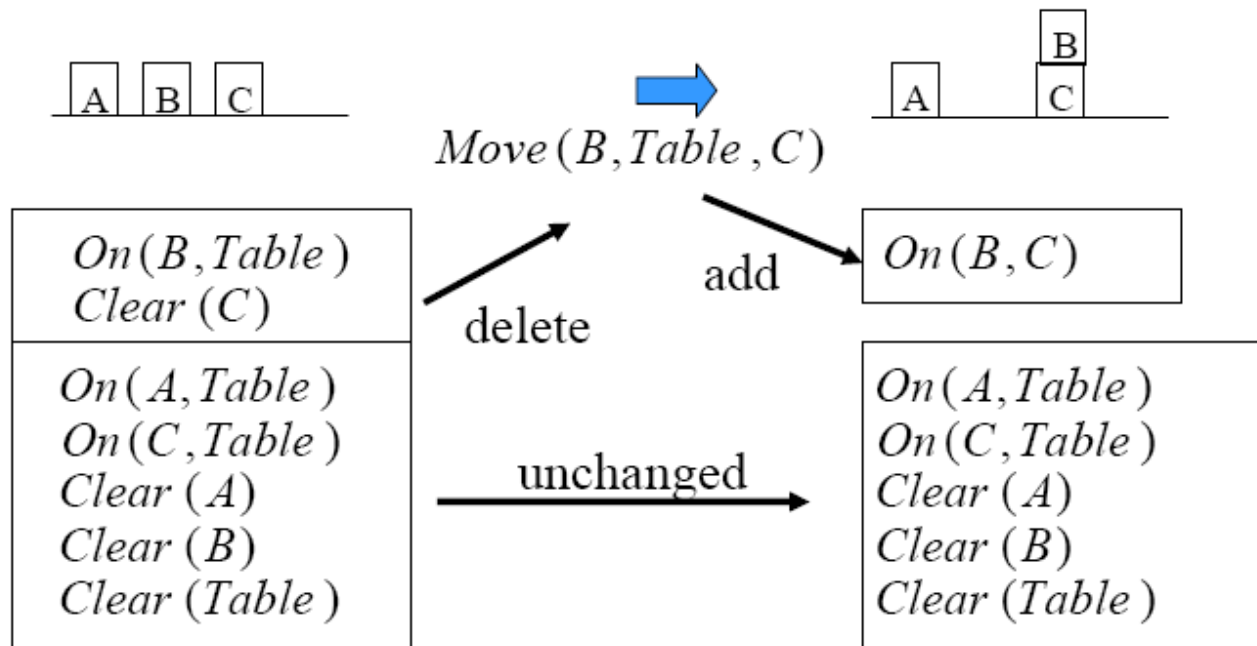 A B C
B
A C
Move(B,Table,C)
On(B,Table)
Clear (C)
delete
add
On(B,C)
On(A,Table)
On(C,Table)
Clear (A)
Clear (B)
Clear (Table)
unchanged
On(A,Table)
On(C,Table)
Clear (A)
Clear (B)
Clear (Table)